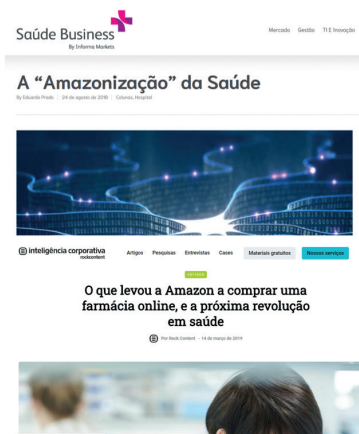 Saúde Business
By Informa Markets
Mercado Gestão TI E Inovação
A “Amazonização” da Saúde
By Eduardo Prado | 24 de agosto de 2018 | Colunas, Hospital
inteligência corporativa
rockcontent
Artigos Pesquisas Entrevistas Cases Materiais gratuitos Nossos serviços
O que levou a Amazon a comprar uma
farmácia online, e a próxima revolução
em saúde
Por Rock Content - 14 de março de 2019